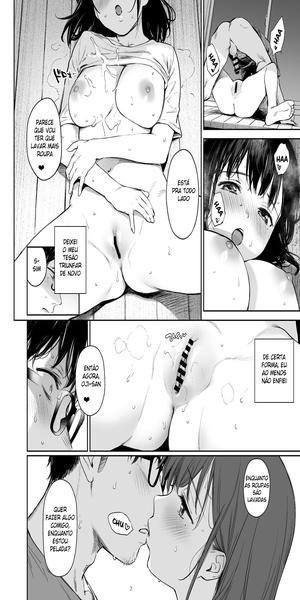 HAA
HAA
HAA
HAA
PARECE
QUE VOU
TER QUE
LAVAR MAIS
ROUPA
ESTÁ
PRA TODO
LADO
DEIXEI
O MEU
TESÃO
TRIUNFAR
DE NOVO
S-
SIM
DE CERTA
FORMA, EU
AO MENOS
NÃO ENFIEI
ENTÃO
AGORA,
OJI-SAN
ENQUANTO
AS ROUPAS
SÃO
LAVADAS
CHU
QUER
FAZER ALGO
COMIGO,
ENQUANTO
ESTOU
PELADA?